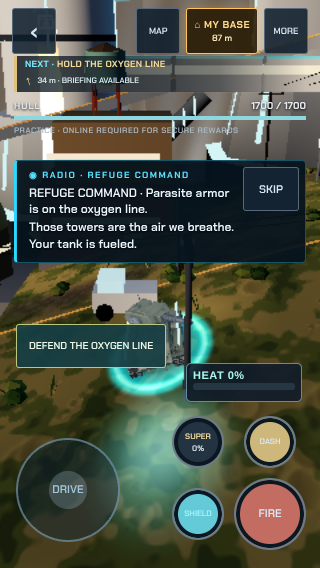 ‹
MAP
⌂ MY BASE
87 m
MORE
NEXT · HOLD THE OXYGEN LINE
34 m · BRIEFING AVAILABLE
HULL
1700 / 1700
PRACTICE · ONLINE REQUIRED FOR SECURE REWARDS
◉ RADIO · REFUGE COMMAND
REFUGE COMMAND · Parasite armor
is on the oxygen line.
Those towers are the air we breathe.
Your tank is fueled.
SKIP
DEFEND THE OXYGEN LINE
HEAT 0%
SUPER
0%
DASH
DRIVE
SHIELD
FIRE